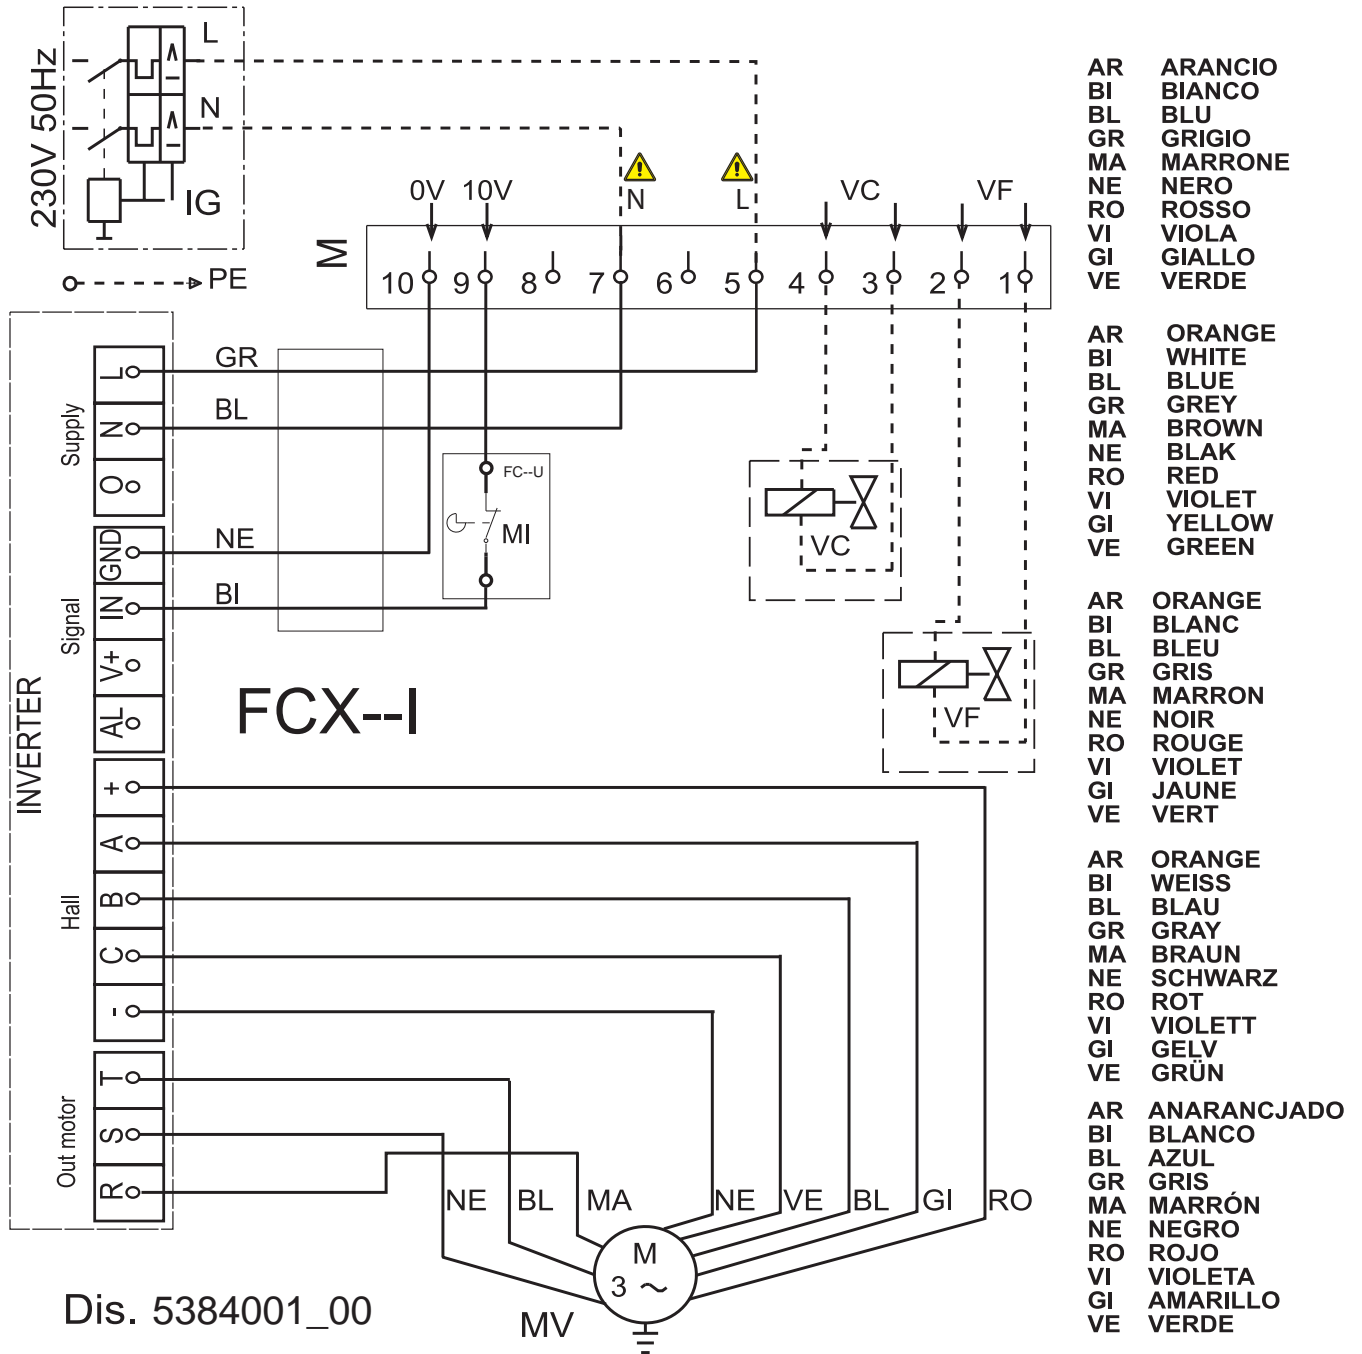 230V 50Hz
L
N
IG
PE
0V 10V N L VC VF
M
10 9 8 7 6 5 4 3 2 1
INVERTER
Supply
L
N
O
GR
BL
Signal
GND
IN
V+
AL
NE
BI
FC--U
MI
VC
VF
FCX--I
Hall
+
A
B
C
-
Out motor
T
S
R
NE BL MA NE VE BL GI RO
M
3 ~
MV
Dis. 5384001_00
AR ARANCIO
BI BIANCO
BL BLU
GR GRIGIO
MA MARRONE
NE NERO
RO ROSSO
VI VIOLA
GI GIALLO
VE VERDE
AR ORANGE
BI WHITE
BL BLUE
GR GREY
MA BROWN
NE BLAK
RO RED
VI VIOLET
GI YELLOW
VE GREEN
AR ORANGE
BI BLANC
BL BLEU
GR GRIS
MA MARRON
NE NOIR
RO ROUGE
VI VIOLET
GI JAUNE
VE VERT
AR ORANGE
BI WEISS
BL BLAU
GR GRAY
MA BRAUN
NE SCHWARZ
RO ROT
VI VIOLETT
GI GELV
VE GRÜN
AR ANARANCJADO
BI BLANCO
BL AZUL
GR GRIS
MA MARRÓN
NE NEGRO
RO ROJO
VI VIOLETA
GI AMARILLO
VE VERDE